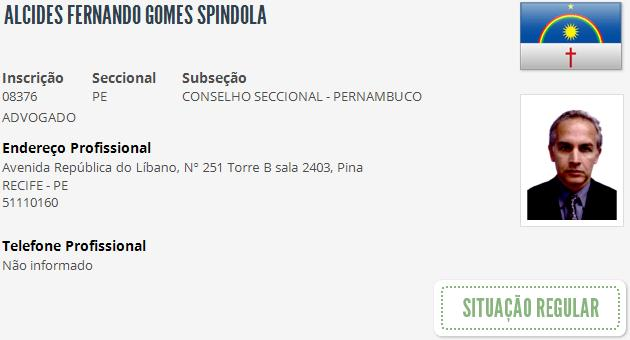 ALCIDES FERNANDO GOMES SPINDOLA
Inscrição Seccional Subseção
08376 PE CONSELHO SECCIONAL - PERNAMBUCO
ADVOGADO
Endereço Profissional
Avenida República do Líbano, Nº 251 Torre B sala 2403, Pina
RECIFE - PE
51110160
Telefone Profissional
Não informado
SITUAÇÃO REGULAR